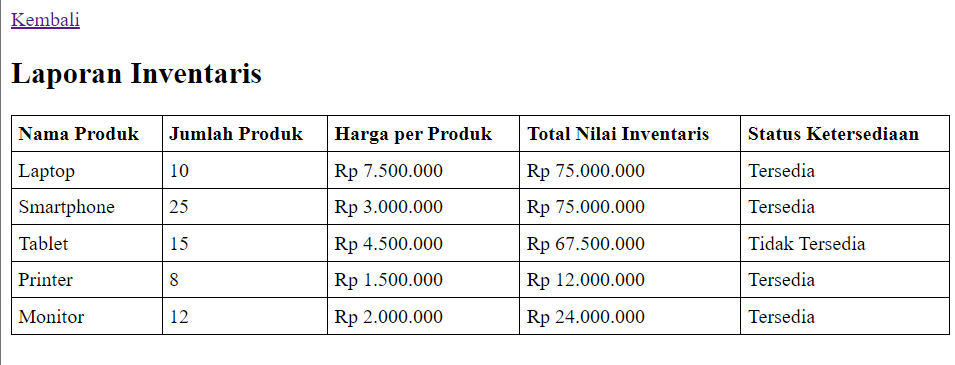 Kembali
Laporan Inventaris
Nama Produk Jumlah Produk Harga per Produk Total Nilai Inventaris Status Ketersediaan
Laptop 10 Rp 7.500.000 Rp 75.000.000 Tersedia
Smartphone 25 Rp 3.000.000 Rp 75.000.000 Tersedia
Tablet 15 Rp 4.500.000 Rp 67.500.000 Tidak Tersedia
Printer 8 Rp 1.500.000 Rp 12.000.000 Tersedia
Monitor 12 Rp 2.000.000 Rp 24.000.000 Tersedia